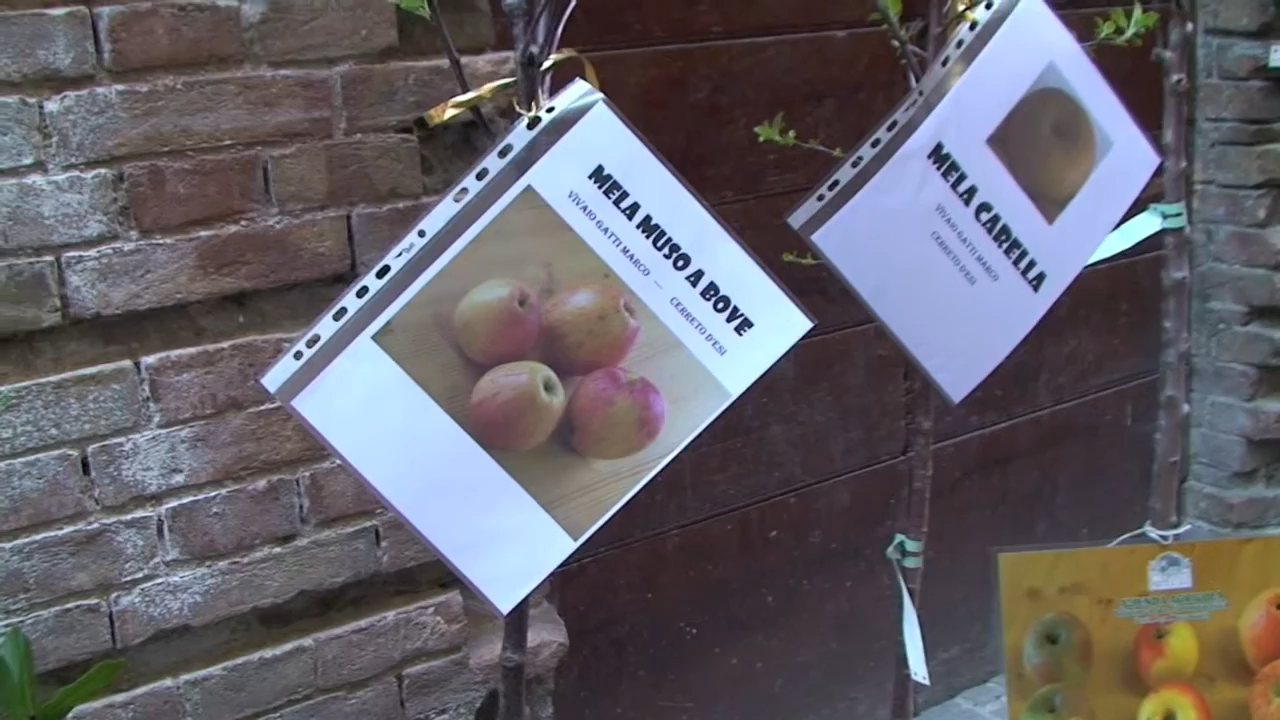 MELA MUSO A BOVE
VIVAIO GATTI MARCO — CERRETO D'ESI
MELA CARELLA
VIVAIO GATTI MARCO
CERRETO D'ESI